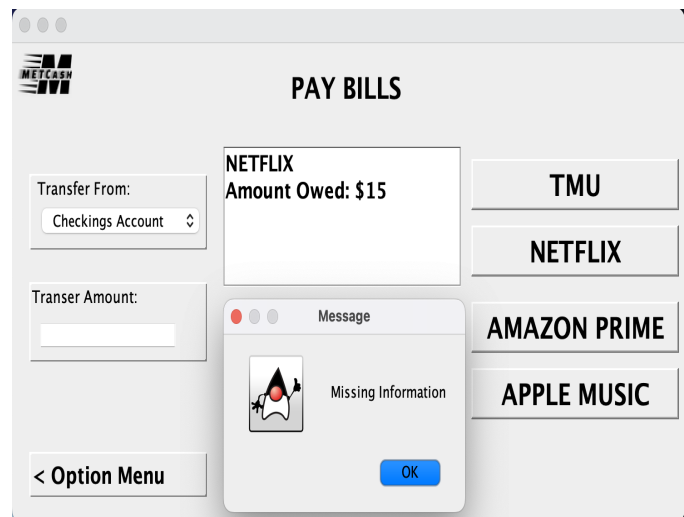 METCASH
PAY BILLS
Transfer From:
Checkings Account
Transer Amount:
< Option Menu
NETFLIX
Amount Owed: $15
TMU
NETFLIX
AMAZON PRIME
APPLE MUSIC
Message
Missing Information
OK